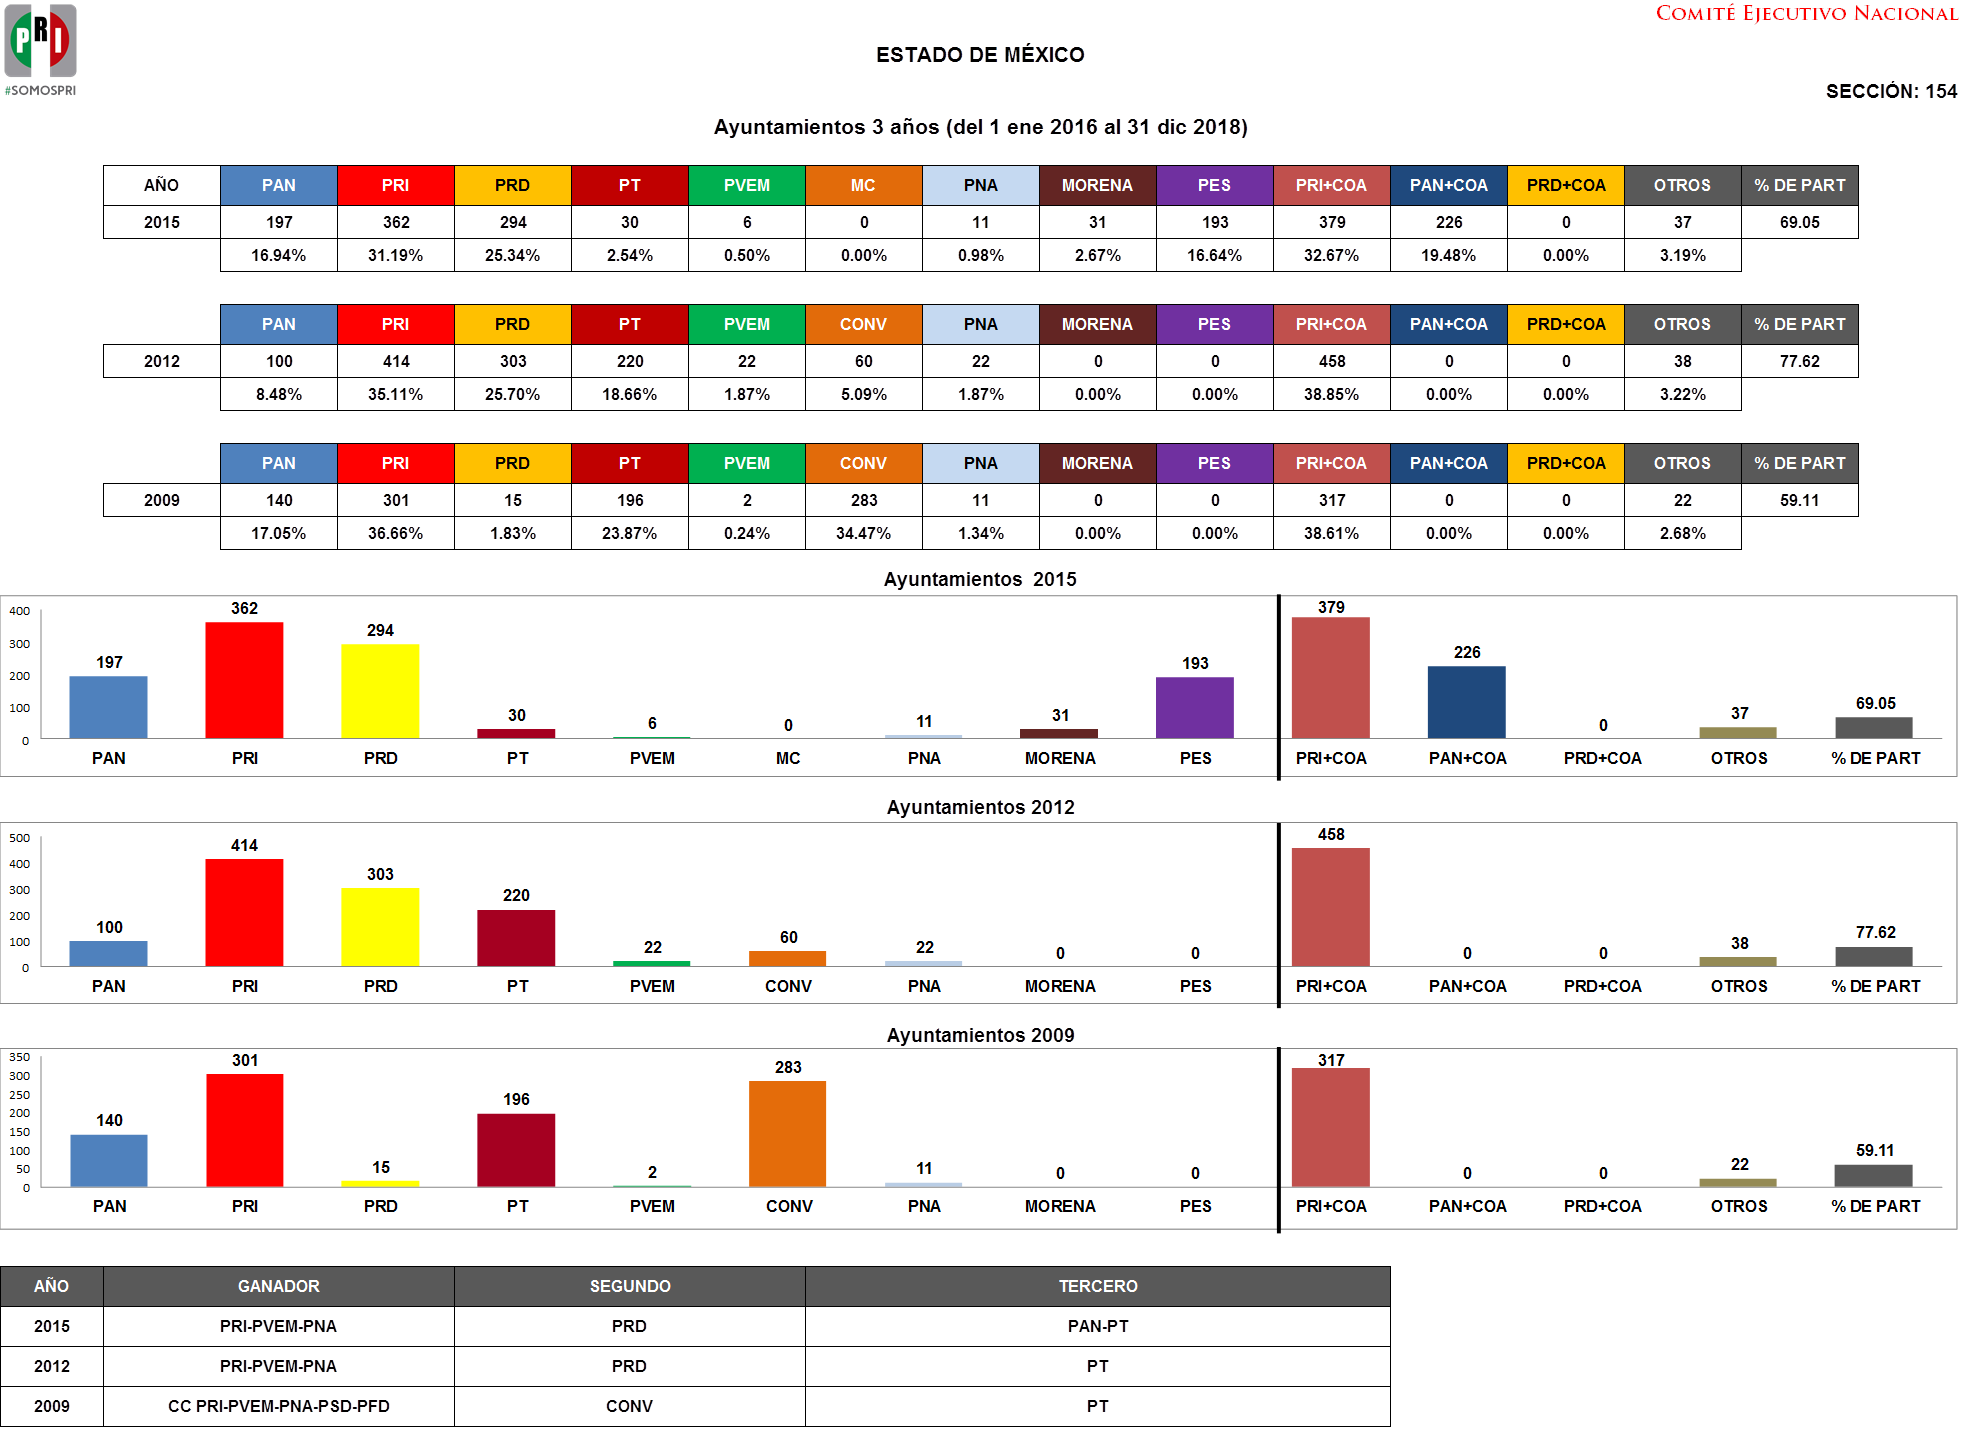 PRI
#SOMOSPRI
COMITÉ EJECUTIVO NACIONAL
ESTADO DE MÉXICO
SECCIÓN: 154
Ayuntamientos 3 años (del 1 ene 2016 al 31 dic 2018)
AÑO PAN PRI PRD PT PVEM MC PNA MORENA PES PRI+COA PAN+COA PRD+COA OTROS % DE PART
2015 197 362 294 30 6 0 11 31 193 379 226 0 37 69.05
16.94% 31.19% 25.34% 2.54% 0.50% 0.00% 0.98% 2.67% 16.64% 32.67% 19.48% 0.00% 3.19%
PAN PRI PRD PT PVEM CONV PNA MORENA PES PRI+COA PAN+COA PRD+COA OTROS % DE PART
2012 100 414 303 220 22 60 22 0 0 458 0 0 38 77.62
8.48% 35.11% 25.70% 18.66% 1.87% 5.09% 1.87% 0.00% 0.00% 38.85% 0.00% 0.00% 3.22%
PAN PRI PRD PT PVEM CONV PNA MORENA PES PRI+COA PAN+COA PRD+COA OTROS % DE PART
2009 140 301 15 196 2 283 11 0 0 317 0 0 22 59.11
17.05% 36.66% 1.83% 23.87% 0.24% 34.47% 1.34% 0.00% 0.00% 38.61% 0.00% 0.00% 2.68%
Ayuntamientos 2015
400
300
200
100
0
197 362 294 30 6 0 11 31 193 379 226 0 37 69.05
PAN PRI PRD PT PVEM MC PNA MORENA PES PRI+COA PAN+COA PRD+COA OTROS % DE PART
Ayuntamientos 2012
500
400
300
200
100
0
100 414 303 220 22 60 22 0 0 458 0 0 38 77.62
PAN PRI PRD PT PVEM CONV PNA MORENA PES PRI+COA PAN+COA PRD+COA OTROS % DE PART
Ayuntamientos 2009
350
300
250
200
150
100
50
0
140 301 15 196 2 283 11 0 0 317 0 0 22 59.11
PAN PRI PRD PT PVEM CONV PNA MORENA PES PRI+COA PAN+COA PRD+COA OTROS % DE PART
AÑO GANADOR SEGUNDO TERCERO
2015 PRI-PVEM-PNA PRD PAN-PT
2012 PRI-PVEM-PNA PRD PT
2009 CC PRI-PVEM-PNA-PSD-PFD CONV PT